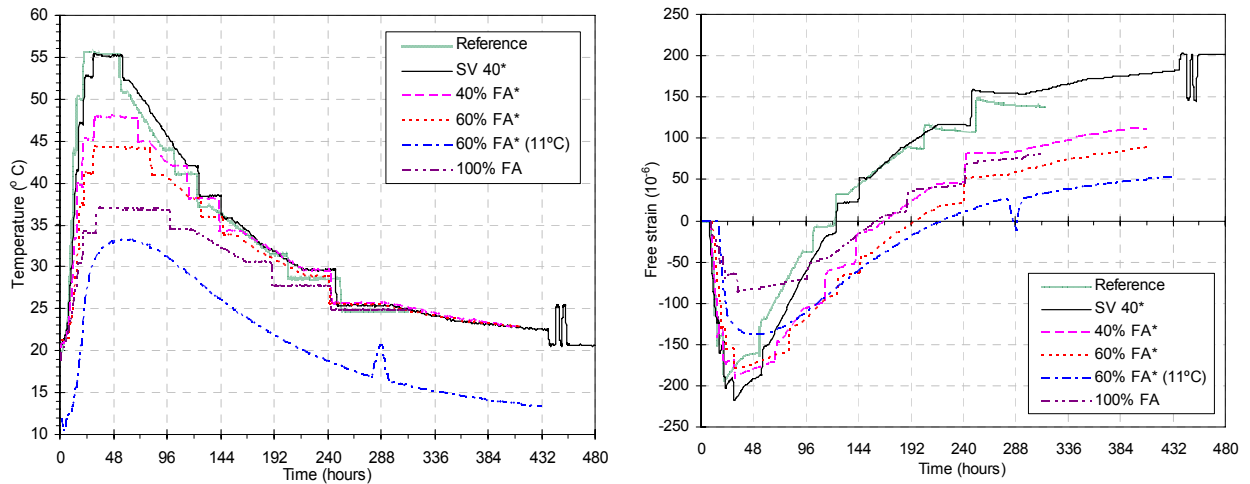 60
55
50
45
40
35
30
25
20
15
10
Temperature (° C)
0 48 96 144 192 240 288 336 384 432 480
Time (hours)
Reference
SV 40*
40% FA*
60% FA*
60% FA* (11°C)
100% FA
250
200
150
100
50
0
-50
-100
-150
-200
-250
Free strain (10⁻⁶)
0 48 96 144 192 240 288 336 384 432 480
Time (hours)
Reference
SV 40*
40% FA*
60% FA*
60% FA* (11°C)
100% FA